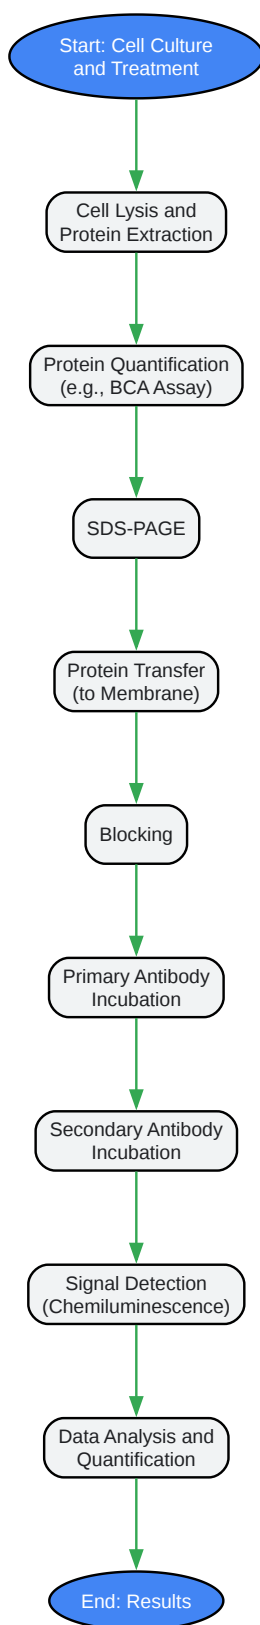 Start: Cell Culture
and Treatment
Cell Lysis and
Protein Extraction
Protein Quantification
(e.g., BCA Assay)
SDS-PAGE
Protein Transfer
(to Membrane)
Blocking
Primary Antibody
Incubation
Secondary Antibody
Incubation
Signal Detection
(Chemiluminescence)
Data Analysis and
Quantification
End: Results